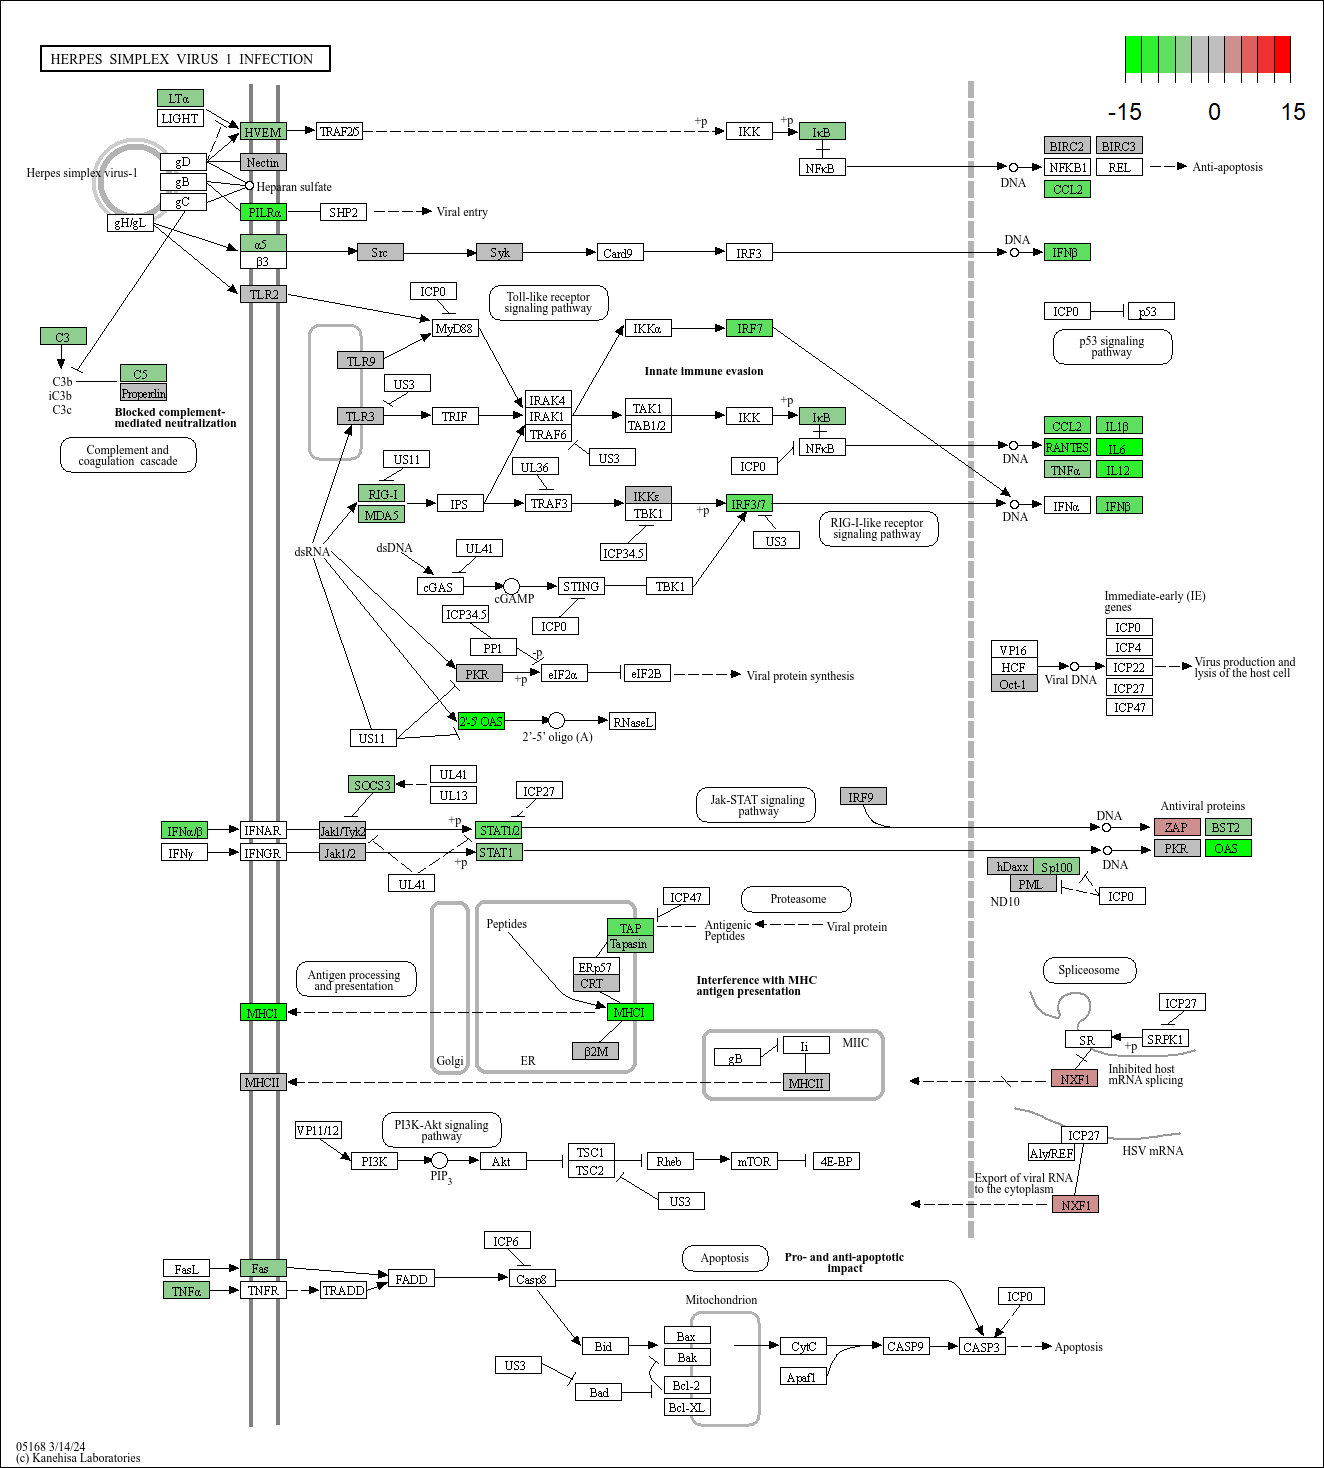 HERPES SIMPLEX VIRUS 1 INFECTION
-15 0 15
LTα
LIGHT
HVEM
TRAF2/5
+p
IKK
+p
IκB
NFκB
DNA
BIRC2 BIRC3
NFKB1 REL
CCL2
Anti-apoptosis
Herpes simplex virus-1
gD
gB
gC
gH/gL
Nectin
Heparan sulfate
PILRα
SHP2
Viral entry
α5
β3
Src
Syk
Card9
IRF3
DNA
IFNβ
TLR2
ICP0
MyD88
Toll-like receptor
signaling pathway
IKKα
IRF7
ICP0
p53
p53 signaling
pathway
C3
C3b
iC3b
C3c
C5
Properdin
Blocked complement-
mediated neutralization
Complement and
coagulation cascade
TLR9
US3
TLR3
TRIF
IRAK4
IRAK1
TRAF6
Innate immune evasion
TAK1
TAB1/2
IKK
+p
IκB
NFκB
ICP0
US3
DNA
CCL2 IL1β
RANTES IL6
TNFα IL12
US11
RIG-I
MDA5
IPS
UL36
TRAF3
IKKε
TBK1
ICP34.5
+p
IRF3/7
US3
RIG-I-like receptor
signaling pathway
DNA
IFNα IFNβ
dsRNA
dsDNA
UL41
cGAS
cGAMP
STING
TBK1
ICP0
ICP34.5
PP1
-p
PKR
+p
eIF2α
eIF2B
Viral protein synthesis
2'-5' OAS
2'-5' oligo (A)
RNaseL
US11
Immediate-early (IE)
genes
VP16
HCF
Oct-1
Viral DNA
ICP0
ICP4
ICP22
ICP27
ICP47
Virus production and
lysis of the host cell
SOCS3
UL41
UL13
ICP27
Jak-STAT signaling
pathway
IRF9
IFNα/β
IFNAR
Jak1/Tyk2
+p
STAT1/2
IFNγ
IFNGR
Jak1/2
+p
STAT1
UL41
DNA
DNA
Antiviral proteins
ZAP BST2
PKR OAS
hDaxx Sp100
PML
ND10
ICP0
ICP47
Proteasome
Peptides
TAP
Tapasin
Antigenic
Peptides
Viral protein
ERp57
CRT
Antigen processing
and presentation
Interference with MHC
antigen presentation
MHCI
MHCI
β2M
Golgi
ER
MHCII
gB
Ii
MIIC
MHCII
Spliceosome
ICP27
SR
+p
SRPK1
NXF1
Inhibited host
mRNA splicing
ICP27
Aly/REF
HSV mRNA
Export of viral RNA
to the cytoplasm
NXF1
VP11/12
PI3K-Akt signaling
pathway
PI3K
PIP3
Akt
TSC1
TSC2
Rheb
mTOR
4E-BP
US3
FasL
Fas
TNFα
TNFR
TRADD
FADD
ICP6
Casp8
Apoptosis
Pro- and anti-apoptotic
impact
Mitochondrion
Bid
US3
Bad
Bax
Bak
Bcl-2
Bcl-XL
CytC
Apaf1
CASP9
CASP3
ICP0
Apoptosis
05168 3/14/24
(c) Kanehisa Laboratories